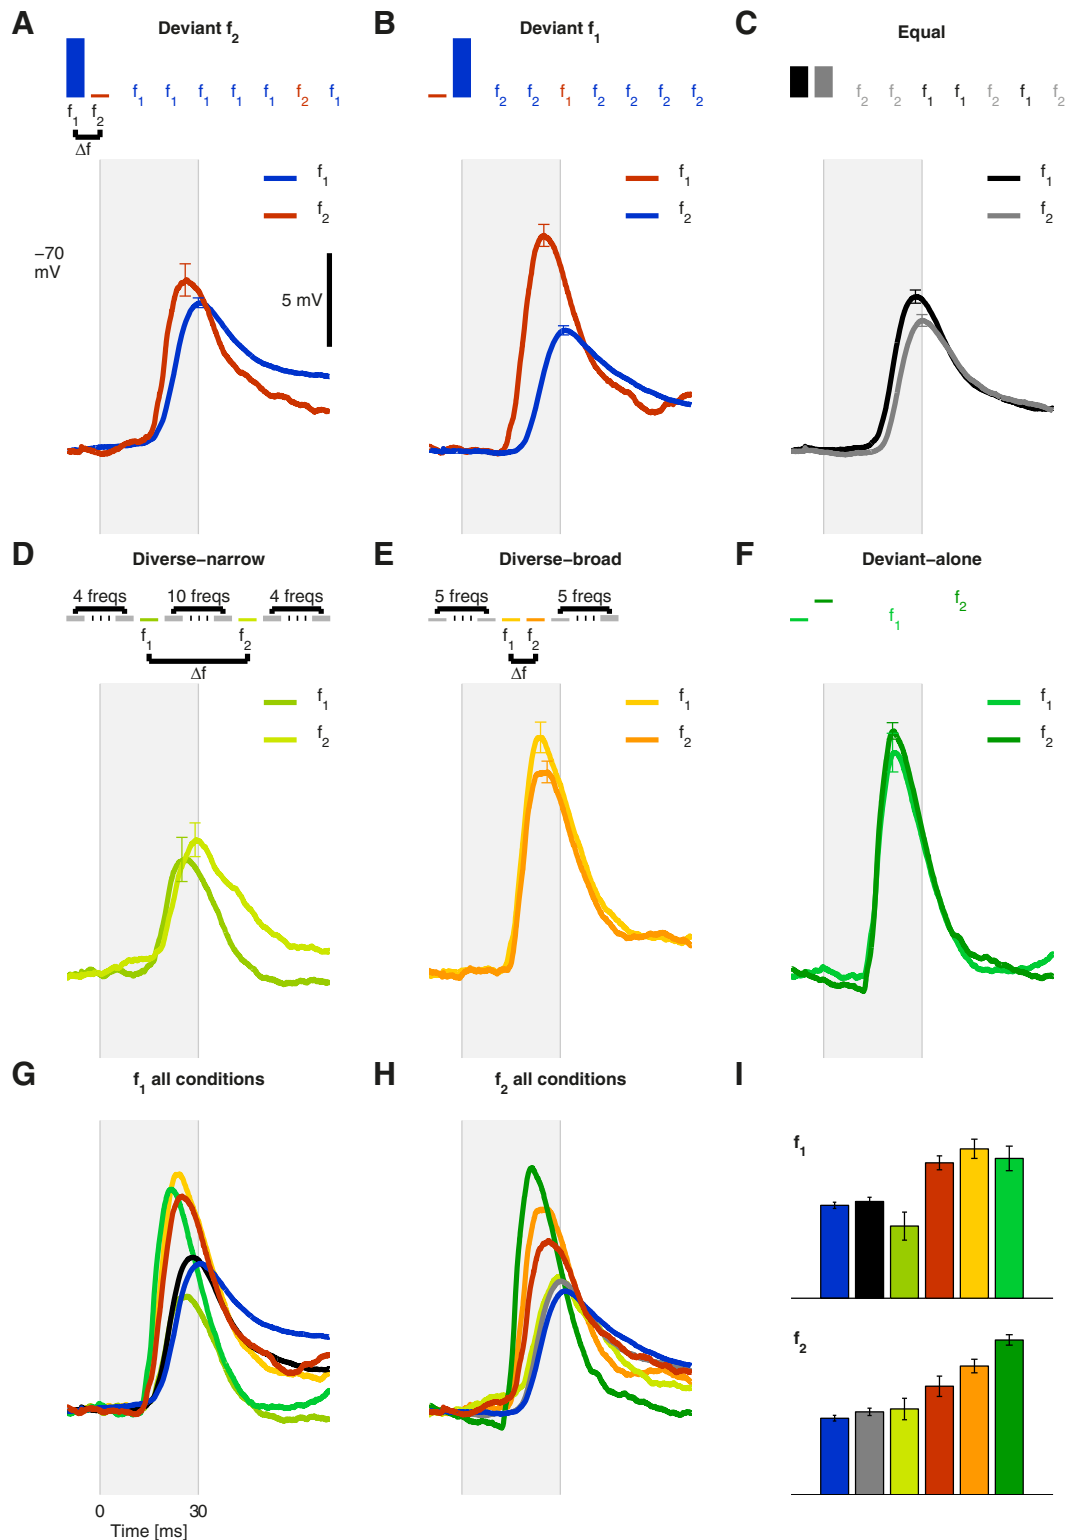 A
Deviant f2
f1 f1 f1 f1 f1 f2 f1
f1 f2
Δf
f1
f2
−70
mV
5 mV
B
Deviant f1
f2 f2 f1 f2 f2 f2 f2
f1
f2
C
Equal
f2 f2 f1 f1 f2 f1 f2
f1
f2
D
Diverse−narrow
4 freqs 10 freqs 4 freqs
f1 f2
Δf
f1
f2
E
Diverse−broad
5 freqs 5 freqs
f1 f2
Δf
f1
f2
F
Deviant−alone
f2
f1
f1
f2
G
f1 all conditions
0 30
Time [ms]
H
f2 all conditions
I
f1
f2